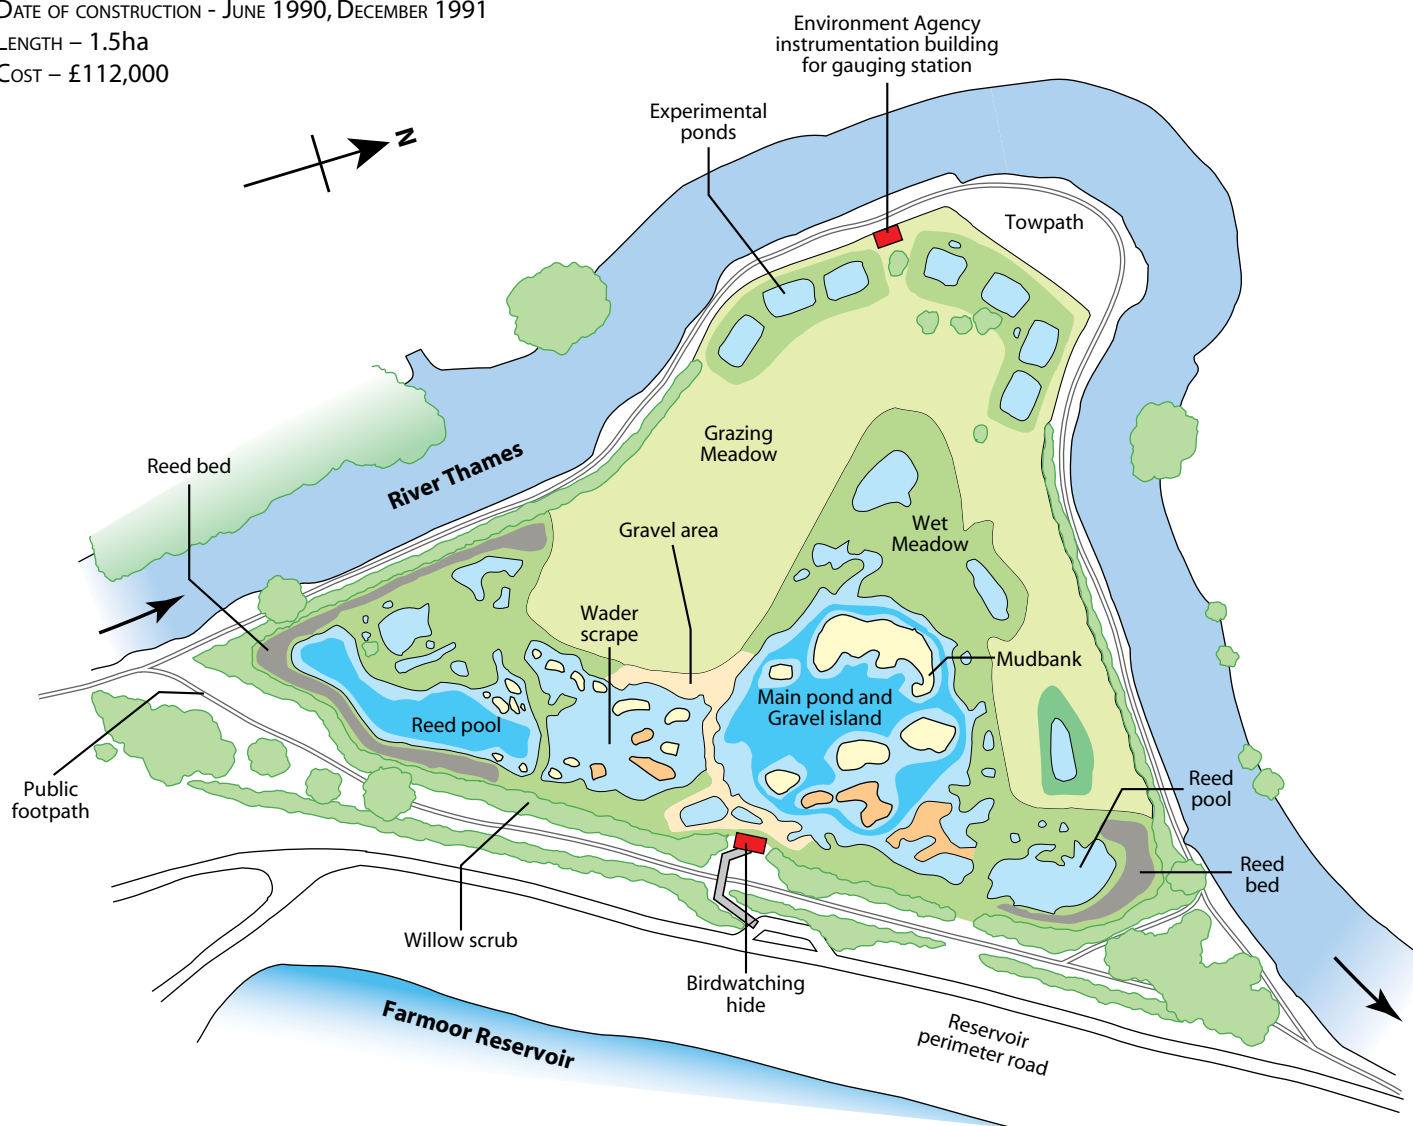 DATE OF CONSTRUCTION - JUNE 1990, DECEMBER 1991
LENGTH – 1.5ha
COST – £112,000
Environment Agency
instrumentation building
for gauging station
Experimental
ponds
N
Towpath
Grazing
Meadow
Reed bed
River Thames
Gravel area
Wet
Meadow
Wader
scrape
Mudbank
Main pond and
Gravel island
Reed pool
Public
footpath
Reed
pool
Reed
bed
Willow scrub
Birdwatching
hide
Farmoor Reservoir
Reservoir
perimeter road